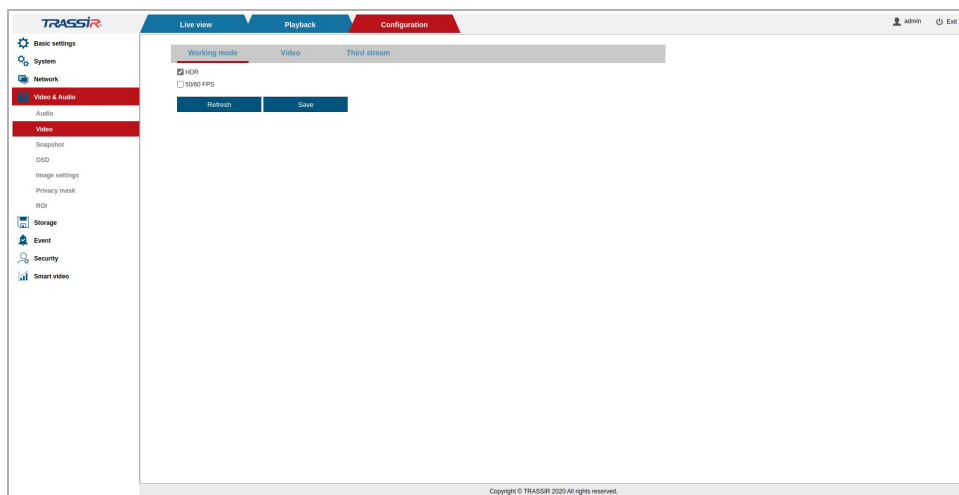 TRASSIR
Live view
Playback
Configuration
admin
Exit
Basic settings
System
Network
Video & Audio
Audio
Video
Snapshot
OSD
Image settings
Privacy mask
ROI
Storage
Event
Security
Smart video
Working mode
Video
Third stream
HDR
50/60 FPS
Refresh
Save
Copyright © TRASSIR 2020 All rights reserved.